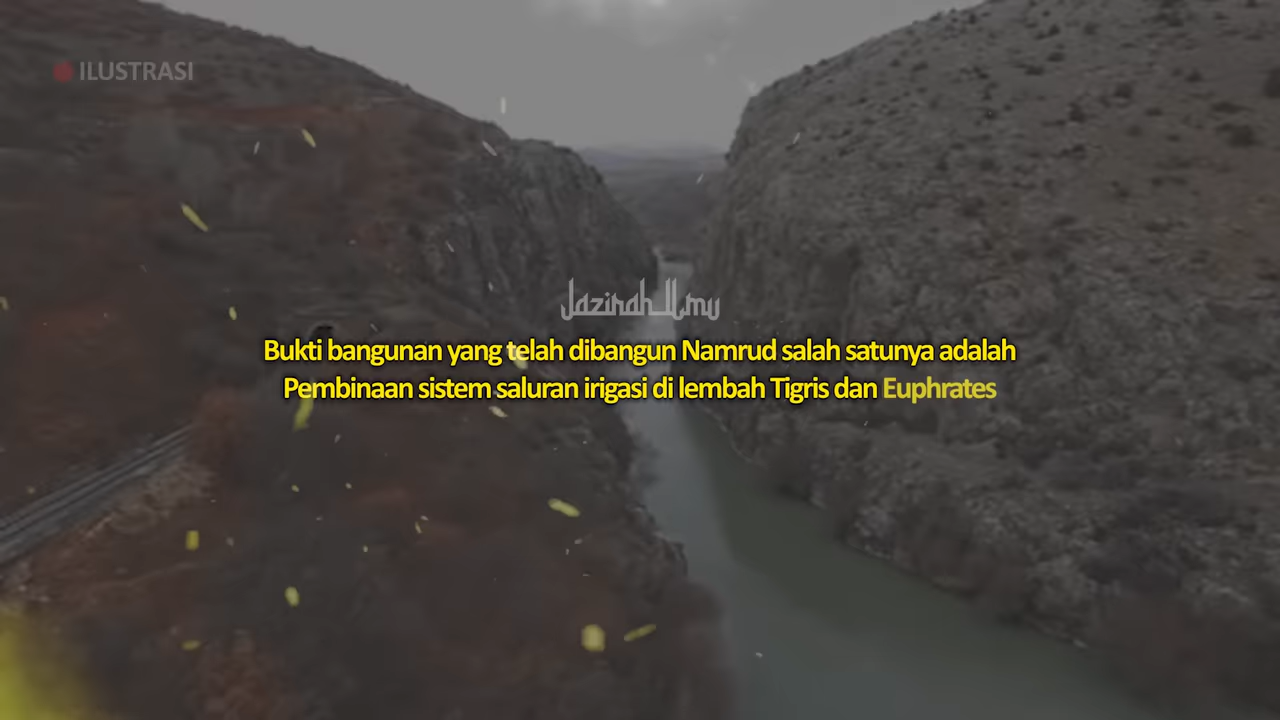 ILUSTRASI
Jazirah Ilmu
Bukti bangunan yang telah dibangun Namrud salah satunya adalah
Pembinaan sistem saluran irigasi di lembah Tigris dan Euphrates